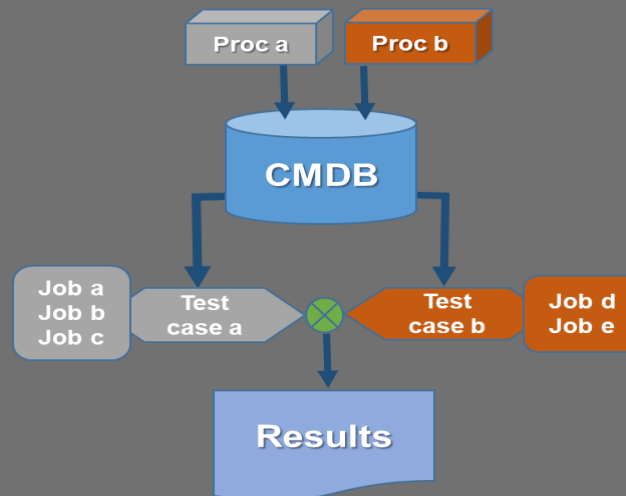 Proc a
Proc b
CMDB
Job a
Job b
Job c
Test
case a
Test
case b
Job d
Job e
Results